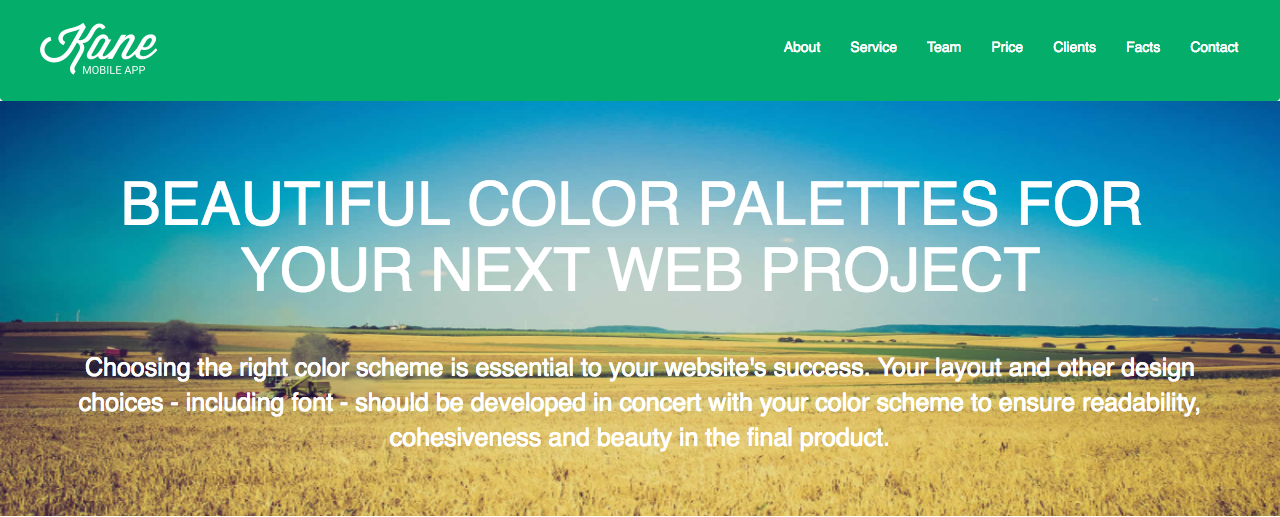 Kane
MOBILE APP
About Service Team Price Clients Facts Contact
BEAUTIFUL COLOR PALETTES FOR
YOUR NEXT WEB PROJECT
Choosing the right color scheme is essential to your website's success. Your layout and other design
choices - including font - should be developed in concert with your color scheme to ensure readability,
cohesiveness and beauty in the final product.